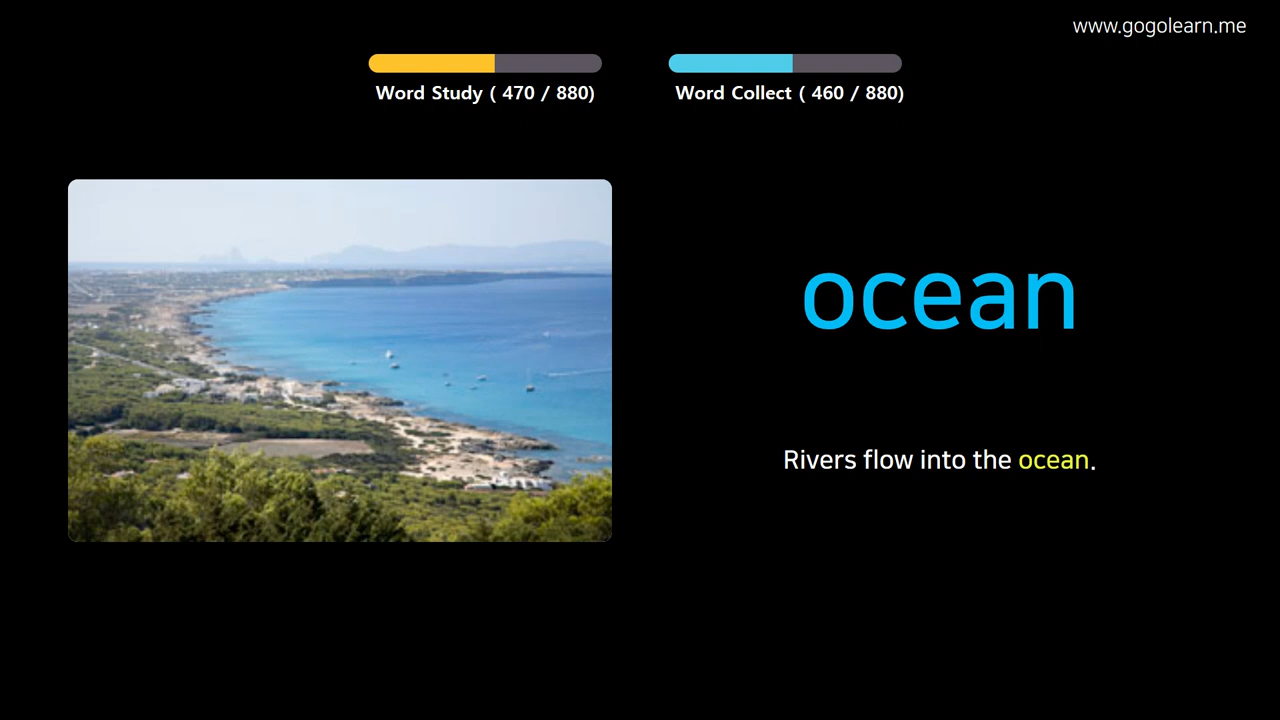 www.gogolearn.me
Word Study ( 470 / 880)
Word Collect ( 460 / 880)
ocean
Rivers flow into the ocean.